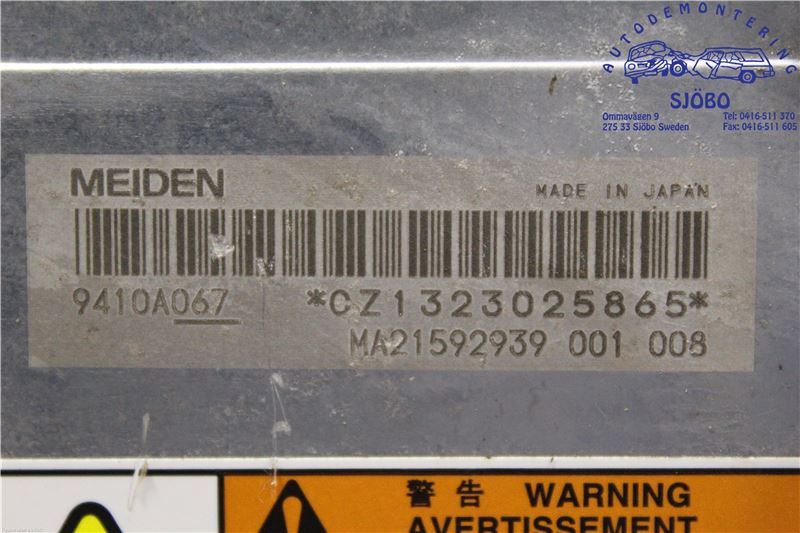 AUTODEMONTERING
SJÖBO
Ommavägen 9 Tel: 0416-511 370
275 33 Sjöbo Sweden Fax: 0416-511 605
MEIDEN MADE IN JAPAN
9410A067 *CZ1323025865*
MA21592939 001 008
警告 WARNING
AVERTISSEMENT